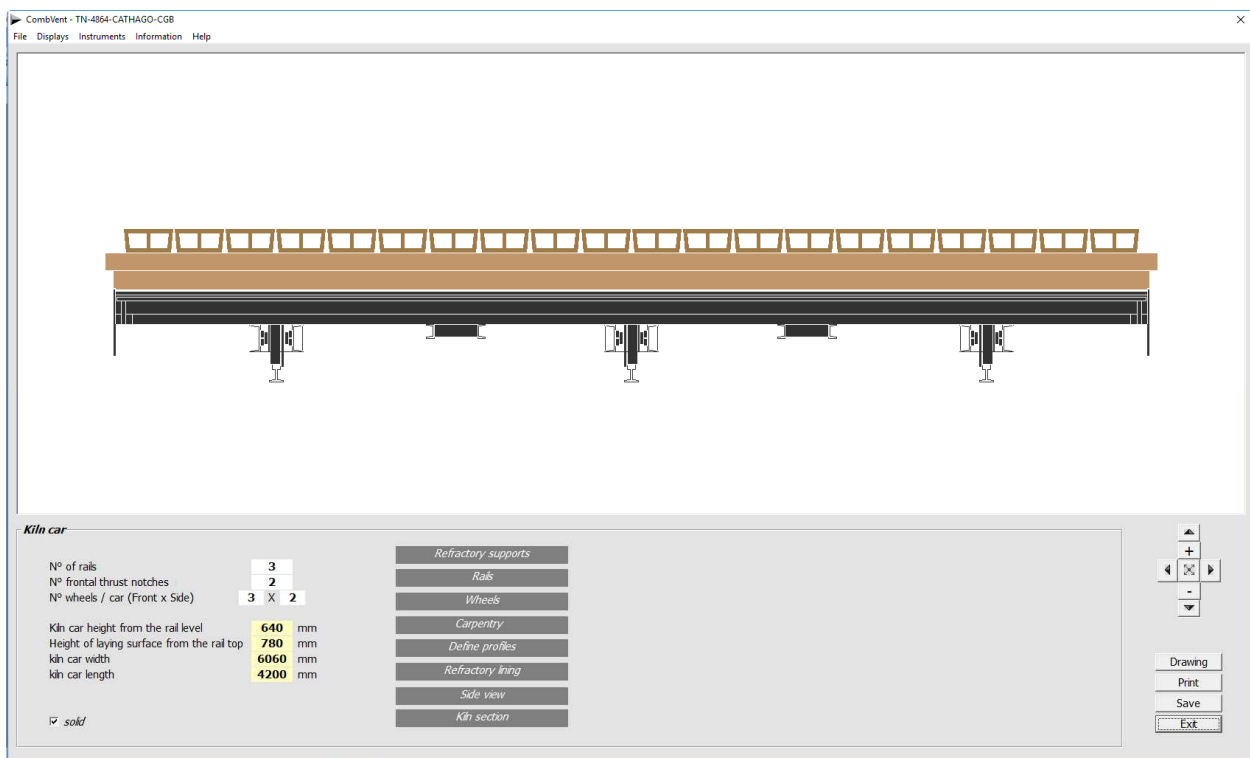 CombVent - TN-4864-CATHAGO-CGB
File Displays Instruments Information Help
Kiln car
Nº of rails 3
Nº frontal thrust notches 2
Nº wheels / car (Front x Side) 3 X 2
Kiln car height from the rail level 640 mm
Height of laying surface from the rail top 780 mm
kiln car width 6060 mm
kiln car length 4200 mm
solid
Refractory supports
Rails
Wheels
Carpentry
Define profiles
Refractory lining
Side view
Kiln section
+
-
Drawing
Print
Save
Exit